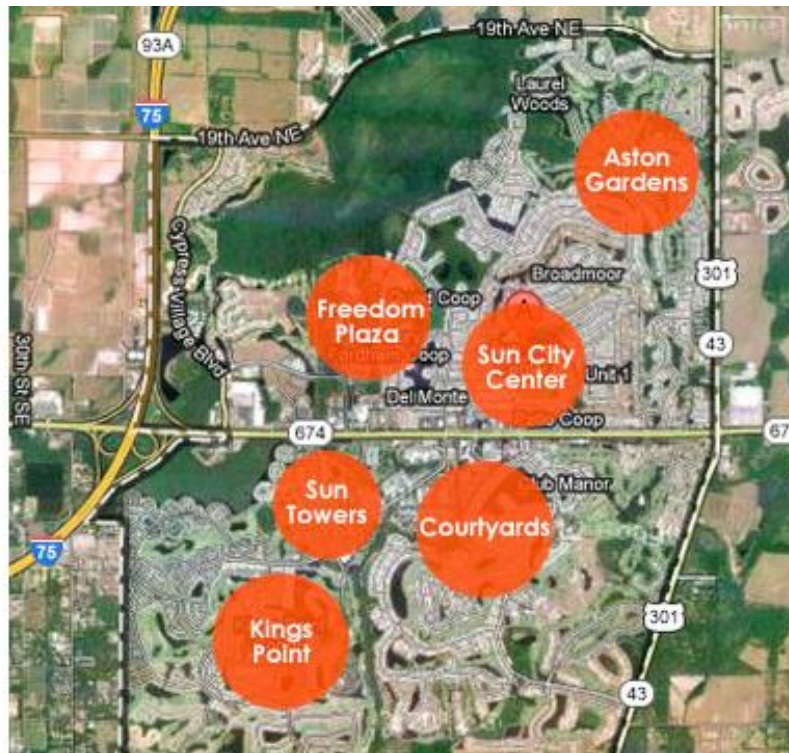 93A
19th Ave NE
Laurel
Woods
75
19th Ave NE
Aston
Gardens
Cypress Village Blvd
301
Broadmoor
Coop
Freedom
Plaza
A
43
30th St SE
Fordham Coop
Sun City
Center
Unit 1
Del Monte
Coop
674
67
Sun
Towers
Club Manor
Courtyards
75
Kings
Point
301
43